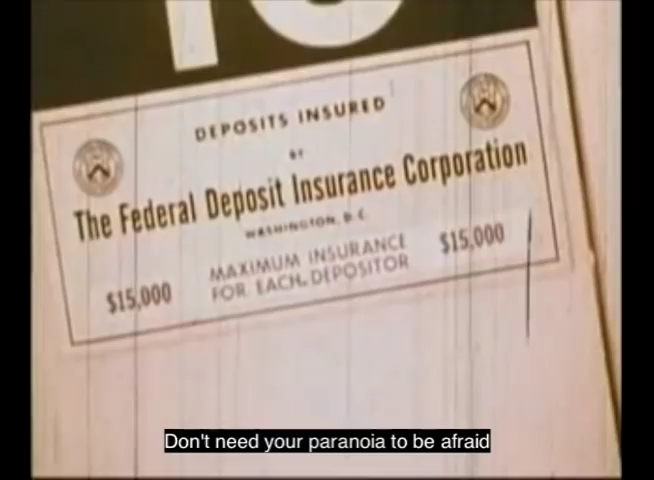 DEPOSITS INSURED
BY
The Federal Deposit Insurance Corporation
WASHINGTON, D.C.
MAXIMUM INSURANCE $15,000
$15,000 FOR EACH DEPOSITOR
Don't need your paranoia to be afraid